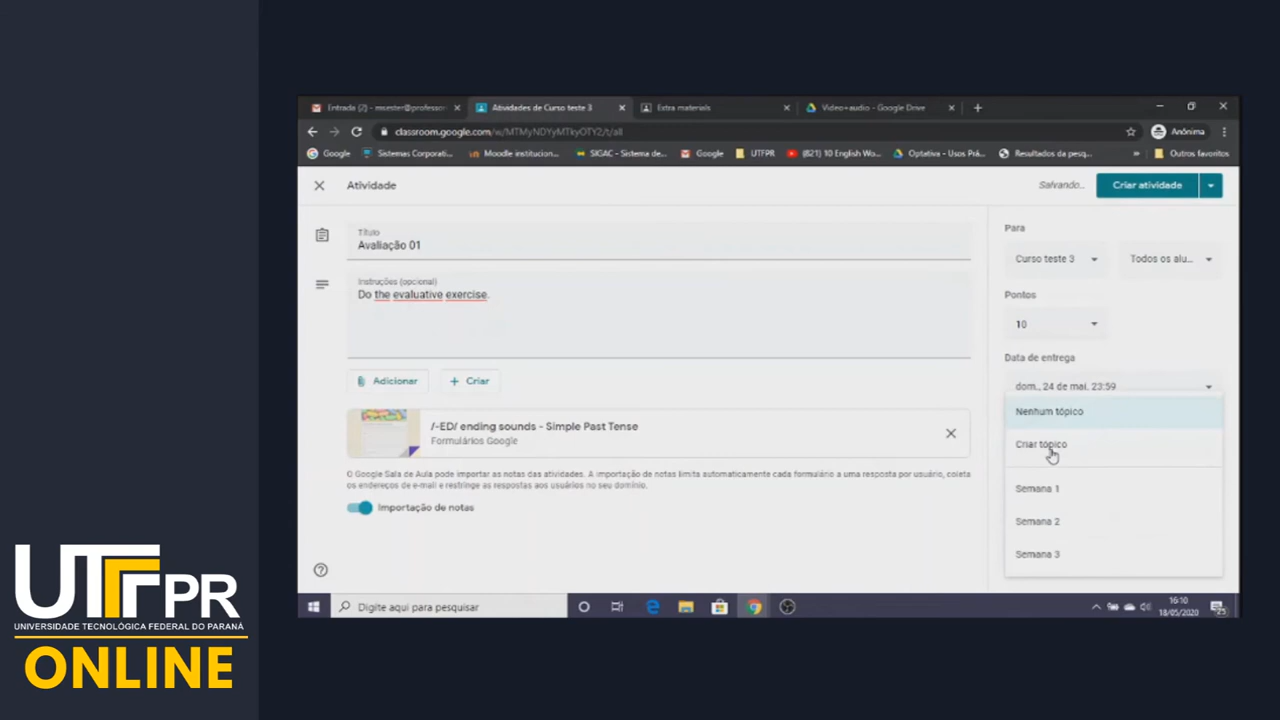 Entrada (2) - msester@professor
Atividades de Curso teste 3
Extra materials
Video+audio - Google Drive
classroom.google.com/w/MTMyNDYyMTkyOTY2/t/all
Anônima
Google
Sistemas Corporati...
Moodle institucion...
SIGAC - Sistema de...
Google
UTFPR
(821) 10 English Wo...
Optativa - Usos Prá...
Resultados da pesq...
»
Outros favoritos
Atividade
Salvando...
Criar atividade
Título
Avaliação 01
Instruções (opcional)
Do the evaluative exercise.
Adicionar
Criar
/-ED/ ending sounds - Simple Past Tense
Formulários Google
O Google Sala de Aula pode importar as notas das atividades. A importação de notas limita automaticamente cada formulário a uma resposta por usuário, coleta
os endereços de e-mail e restringe as respostas aos usuários no seu domínio.
Importação de notas
Para
Curso teste 3
Todos os alu...
Pontos
10
Data de entrega
dom., 24 de mai. 23:59
Nenhum tópico
Criar tópico
Semana 1
Semana 2
Semana 3
Digite aqui para pesquisar
16:10
18/05/2020
25
UTFPR
UNIVERSIDADE TECNOLÓGICA FEDERAL DO PARANÁ
ONLINE